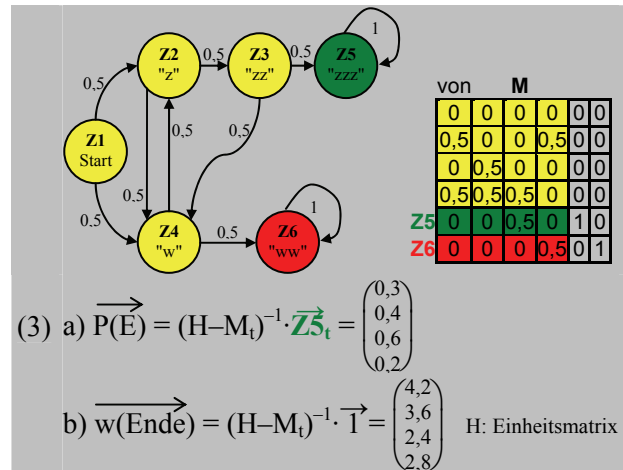 Z2
"z"
0,5
Z3
"zz"
0,5
Z5
"zzz"
1
0,5
Z1
Start
0,5
0,5
0,5
0,5
Z4
"w"
0,5
Z6
"ww"
1
von M
0 0 0 0 0 0
0,5 0 0 0,5 0 0
0 0,5 0 0 0 0
0,5 0,5 0,5 0 0 0
Z5 0 0 0,5 0 1 0
Z6 0 0 0 0,5 0 1
(3) a) P(E) = (H–Mt)⁻¹·Z5t = (0,3
0,4
0,6
0,2)
b) w(Ende) = (H–Mt)⁻¹·1 = (4,2
3,6
2,4
2,8) H: Einheitsmatrix